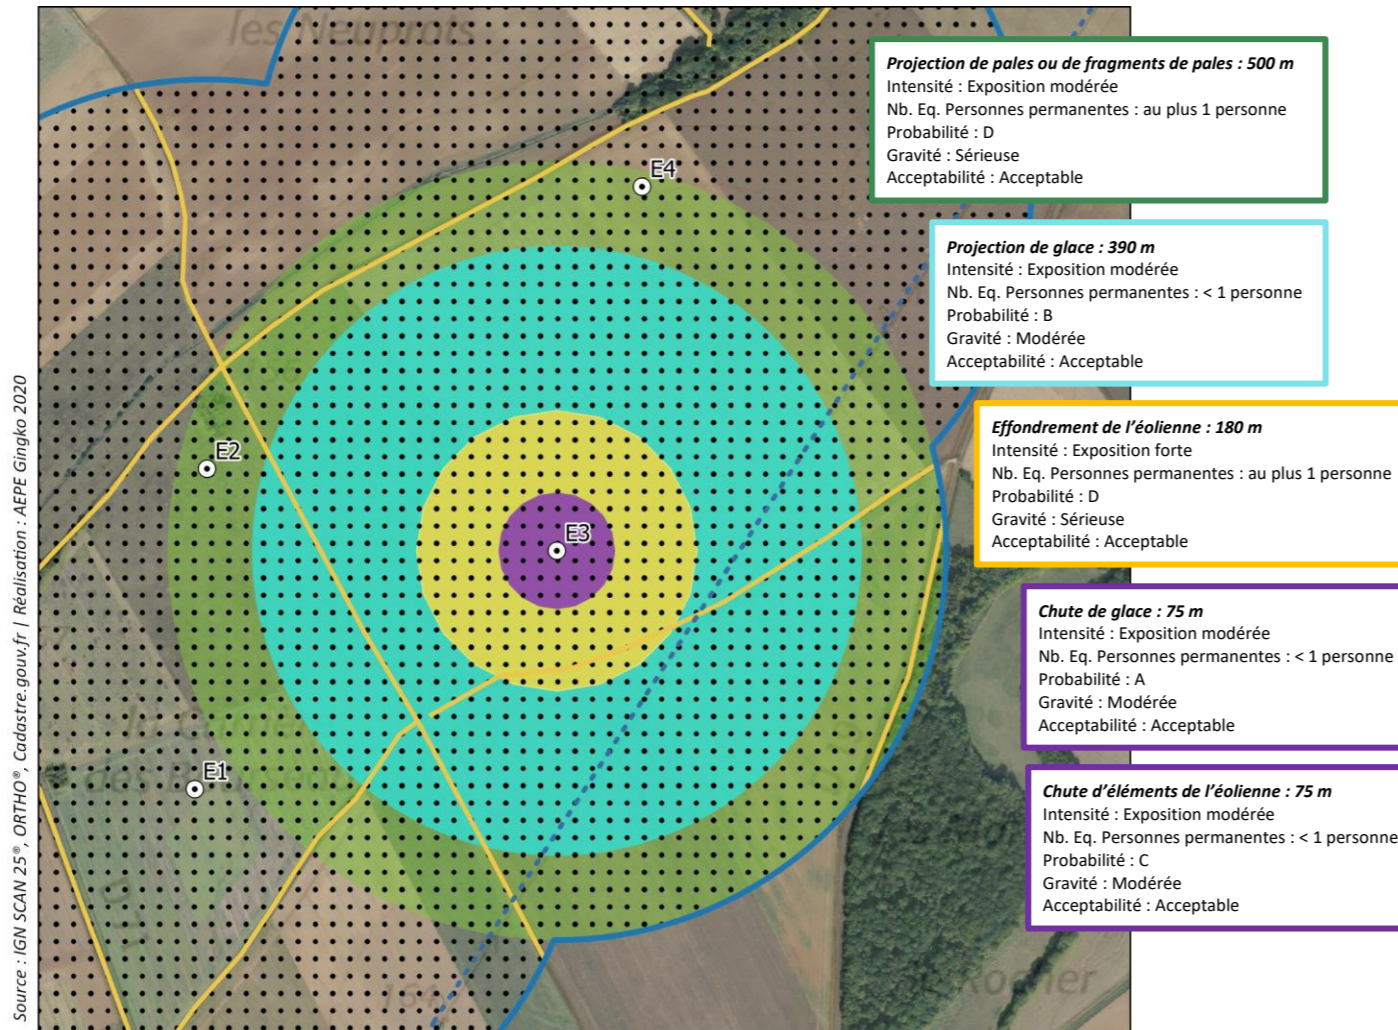 les Neuprots
Projection de pales ou de fragments de pales : 500 m
Intensité : Exposition modérée
Nb. Eq. Personnes permanentes : au plus 1 personne
Probabilité : D
Gravité : Sérieuse
Acceptabilité : Acceptable
E4
Projection de glace : 390 m
Intensité : Exposition modérée
Nb. Eq. Personnes permanentes : < 1 personne
Probabilité : B
Gravité : Modérée
Acceptabilité : Acceptable
E2
Effondrement de l’éolienne : 180 m
Intensité : Exposition forte
Nb. Eq. Personnes permanentes : au plus 1 personne
Probabilité : D
Gravité : Sérieuse
Acceptabilité : Acceptable
E3
Chute de glace : 75 m
Intensité : Exposition modérée
Nb. Eq. Personnes permanentes : < 1 personne
Probabilité : A
Gravité : Modérée
Acceptabilité : Acceptable
la
des
E1
Chute d’éléments de l’éolienne : 75 m
Intensité : Exposition modérée
Nb. Eq. Personnes permanentes : < 1 personne
Probabilité : C
Gravité : Modérée
Acceptabilité : Acceptable
164
Rocher
Source : IGN SCAN 25®, ORTHO®, Cadastre.gouv.fr | Réalisation : AEPE Gingko 2020